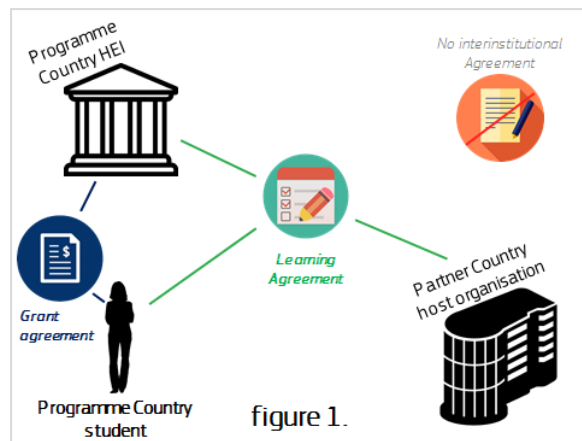 Programme
Country HEI
No interinstitutional
Agreement
$
Learning
Agreement
Partner Country
host organisation
Grant
agreement
Programme Country
student
figure 1.